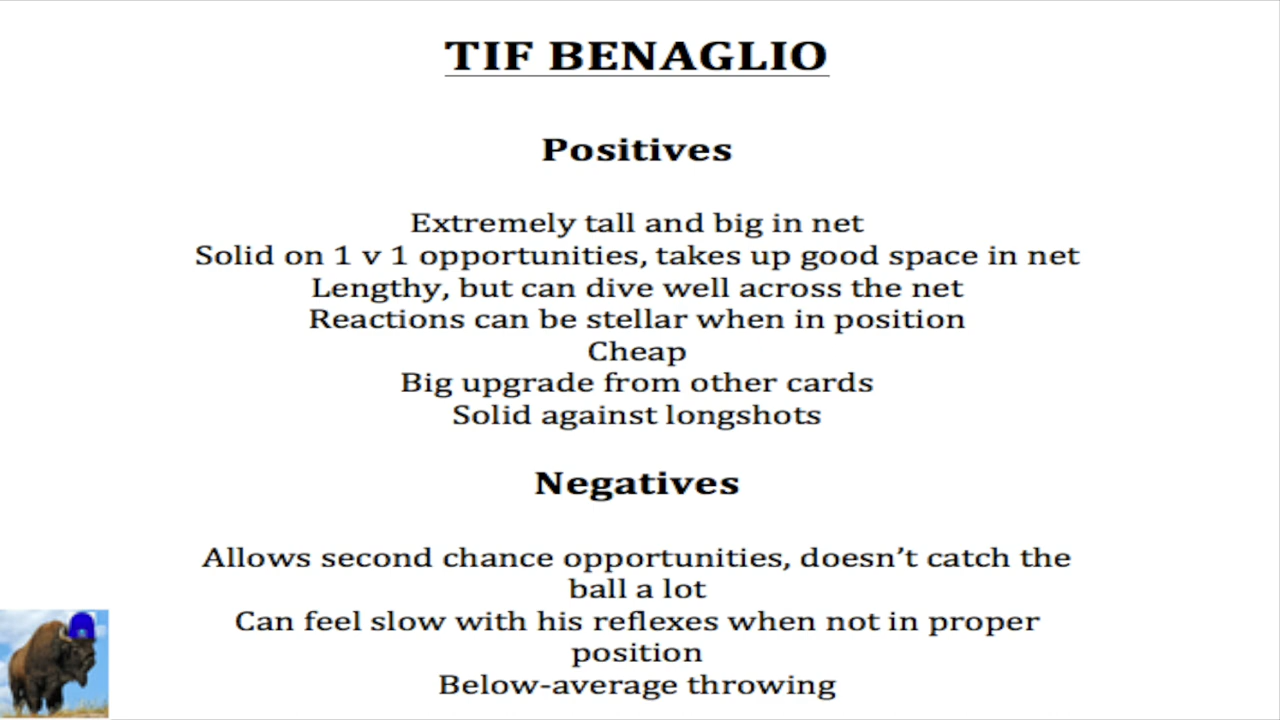 TIF BENAGLIO
Positives
Extremely tall and big in net
Solid on 1 v 1 opportunities, takes up good space in net
Lengthy, but can dive well across the net
Reactions can be stellar when in position
Cheap
Big upgrade from other cards
Solid against longshots
Negatives
Allows second chance opportunities, doesn’t catch the
ball a lot
Can feel slow with his reflexes when not in proper
position
Below-average throwing